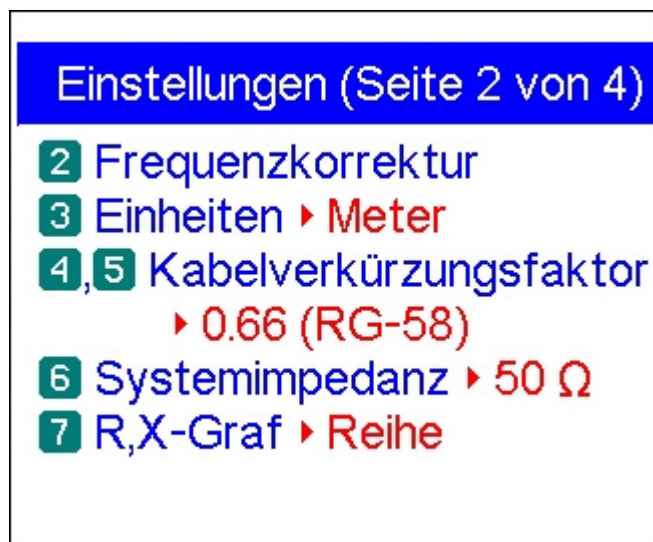 Einstellungen (Seite 2 von 4)
2 Frequenzkorrektur
3 Einheiten ▸ Meter
4,5 Kabelverkürzungsfaktor
▸ 0.66 (RG-58)
6 Systemimpedanz ▸ 50 Ω
7 R,X-Graf ▸ Reihe